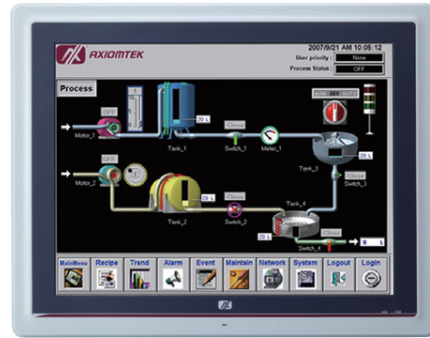 2007/9/21 AM 10:05:12
AXIOMTEK
User priority : None
Process Status : OFF
Process
OFF
20 L
Close
MAN OFF AUTO
Motor_1
Tank_1
Switch_1
Meter_1
20 L
Tank_3
OFF
Close
Switch_3
Motor_2
20 L
Close
Tank_4
Tank_2
Switch_2
20 L
Close
0 L
Switch_4
MainMenu Recipe Trend Alarm Event Maintain Network System Logout Login